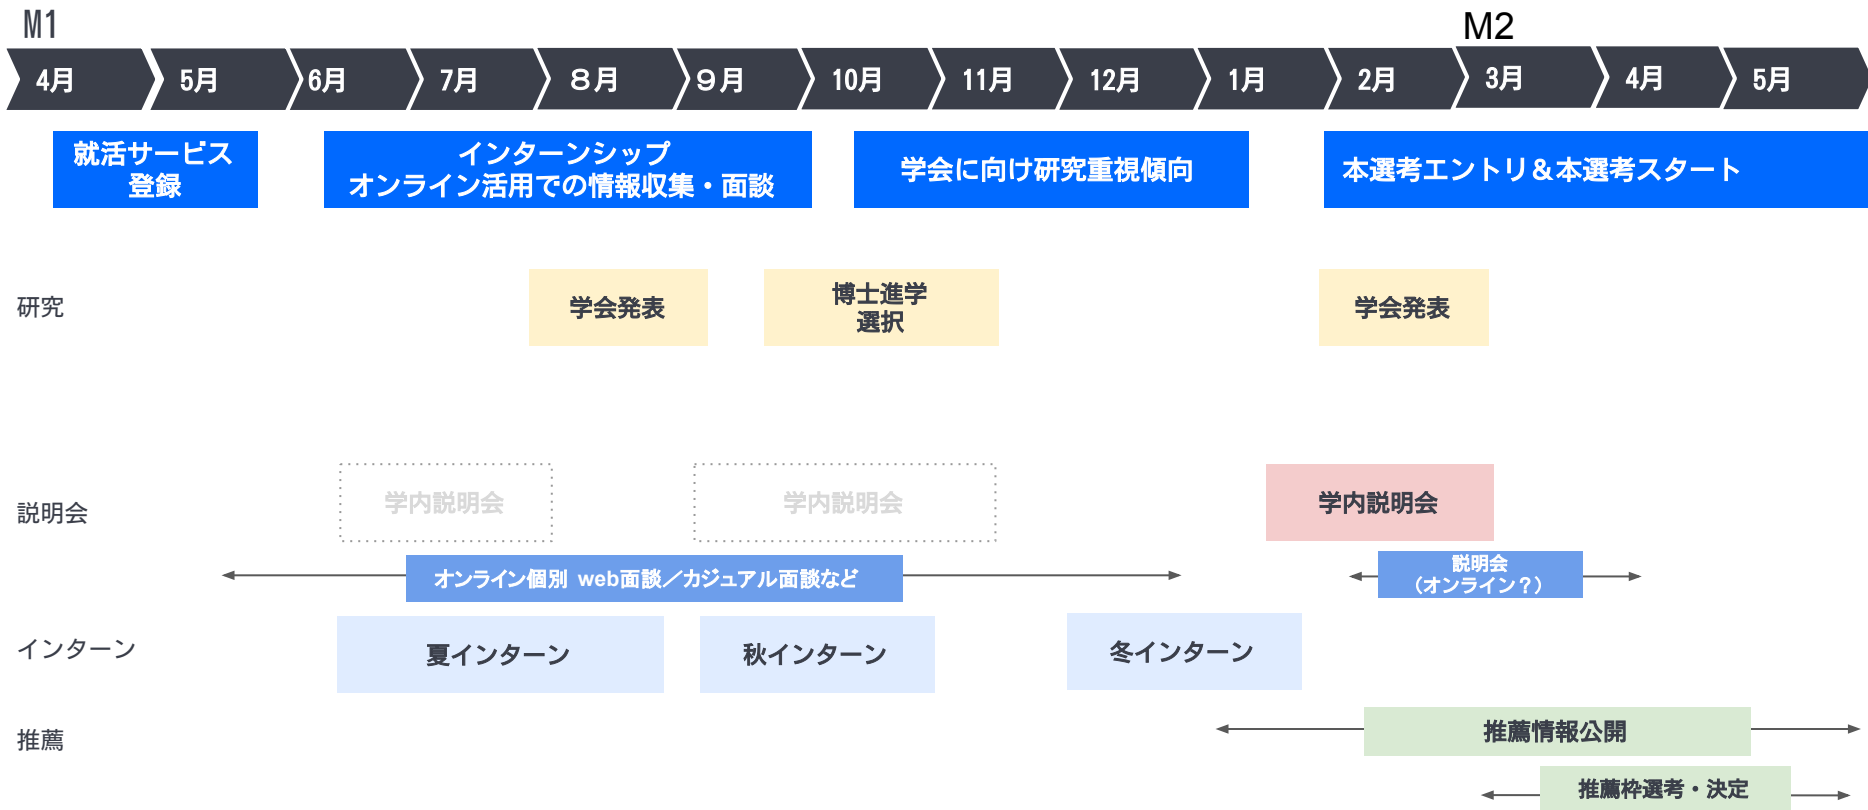 M1
M2
4月
5月
6月
7月
８月
９月
10月
11月
12月
1月
2月
3月
4月
5月
就活サービス
登録
インターンシップ
オンライン活用での情報収集・面談
学会に向け研究重視傾向
本選考エントリ&本選考スタート
研究
学会発表
博士進学
選択
学会発表
説明会
学内説明会
学内説明会
学内説明会
オンライン個別 web面談／カジュアル面談など
説明会
（オンライン？）
インターン
夏インターン
秋インターン
冬インターン
推薦
推薦情報公開
推薦枠選考・決定